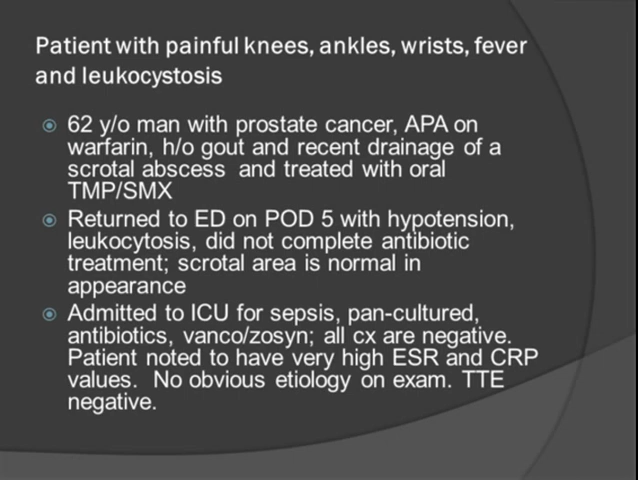 Patient with painful knees, ankles, wrists, fever
and leukocystosis
62 y/o man with prostate cancer, APA on
warfarin, h/o gout and recent drainage of a
scrotal abscess and treated with oral
TMP/SMX
Returned to ED on POD 5 with hypotension,
leukocytosis, did not complete antibiotic
treatment; scrotal area is normal in
appearance
Admitted to ICU for sepsis, pan-cultured,
antibiotics, vanco/zosyn; all cx are negative.
Patient noted to have very high ESR and CRP
values. No obvious etiology on exam. TTE
negative.